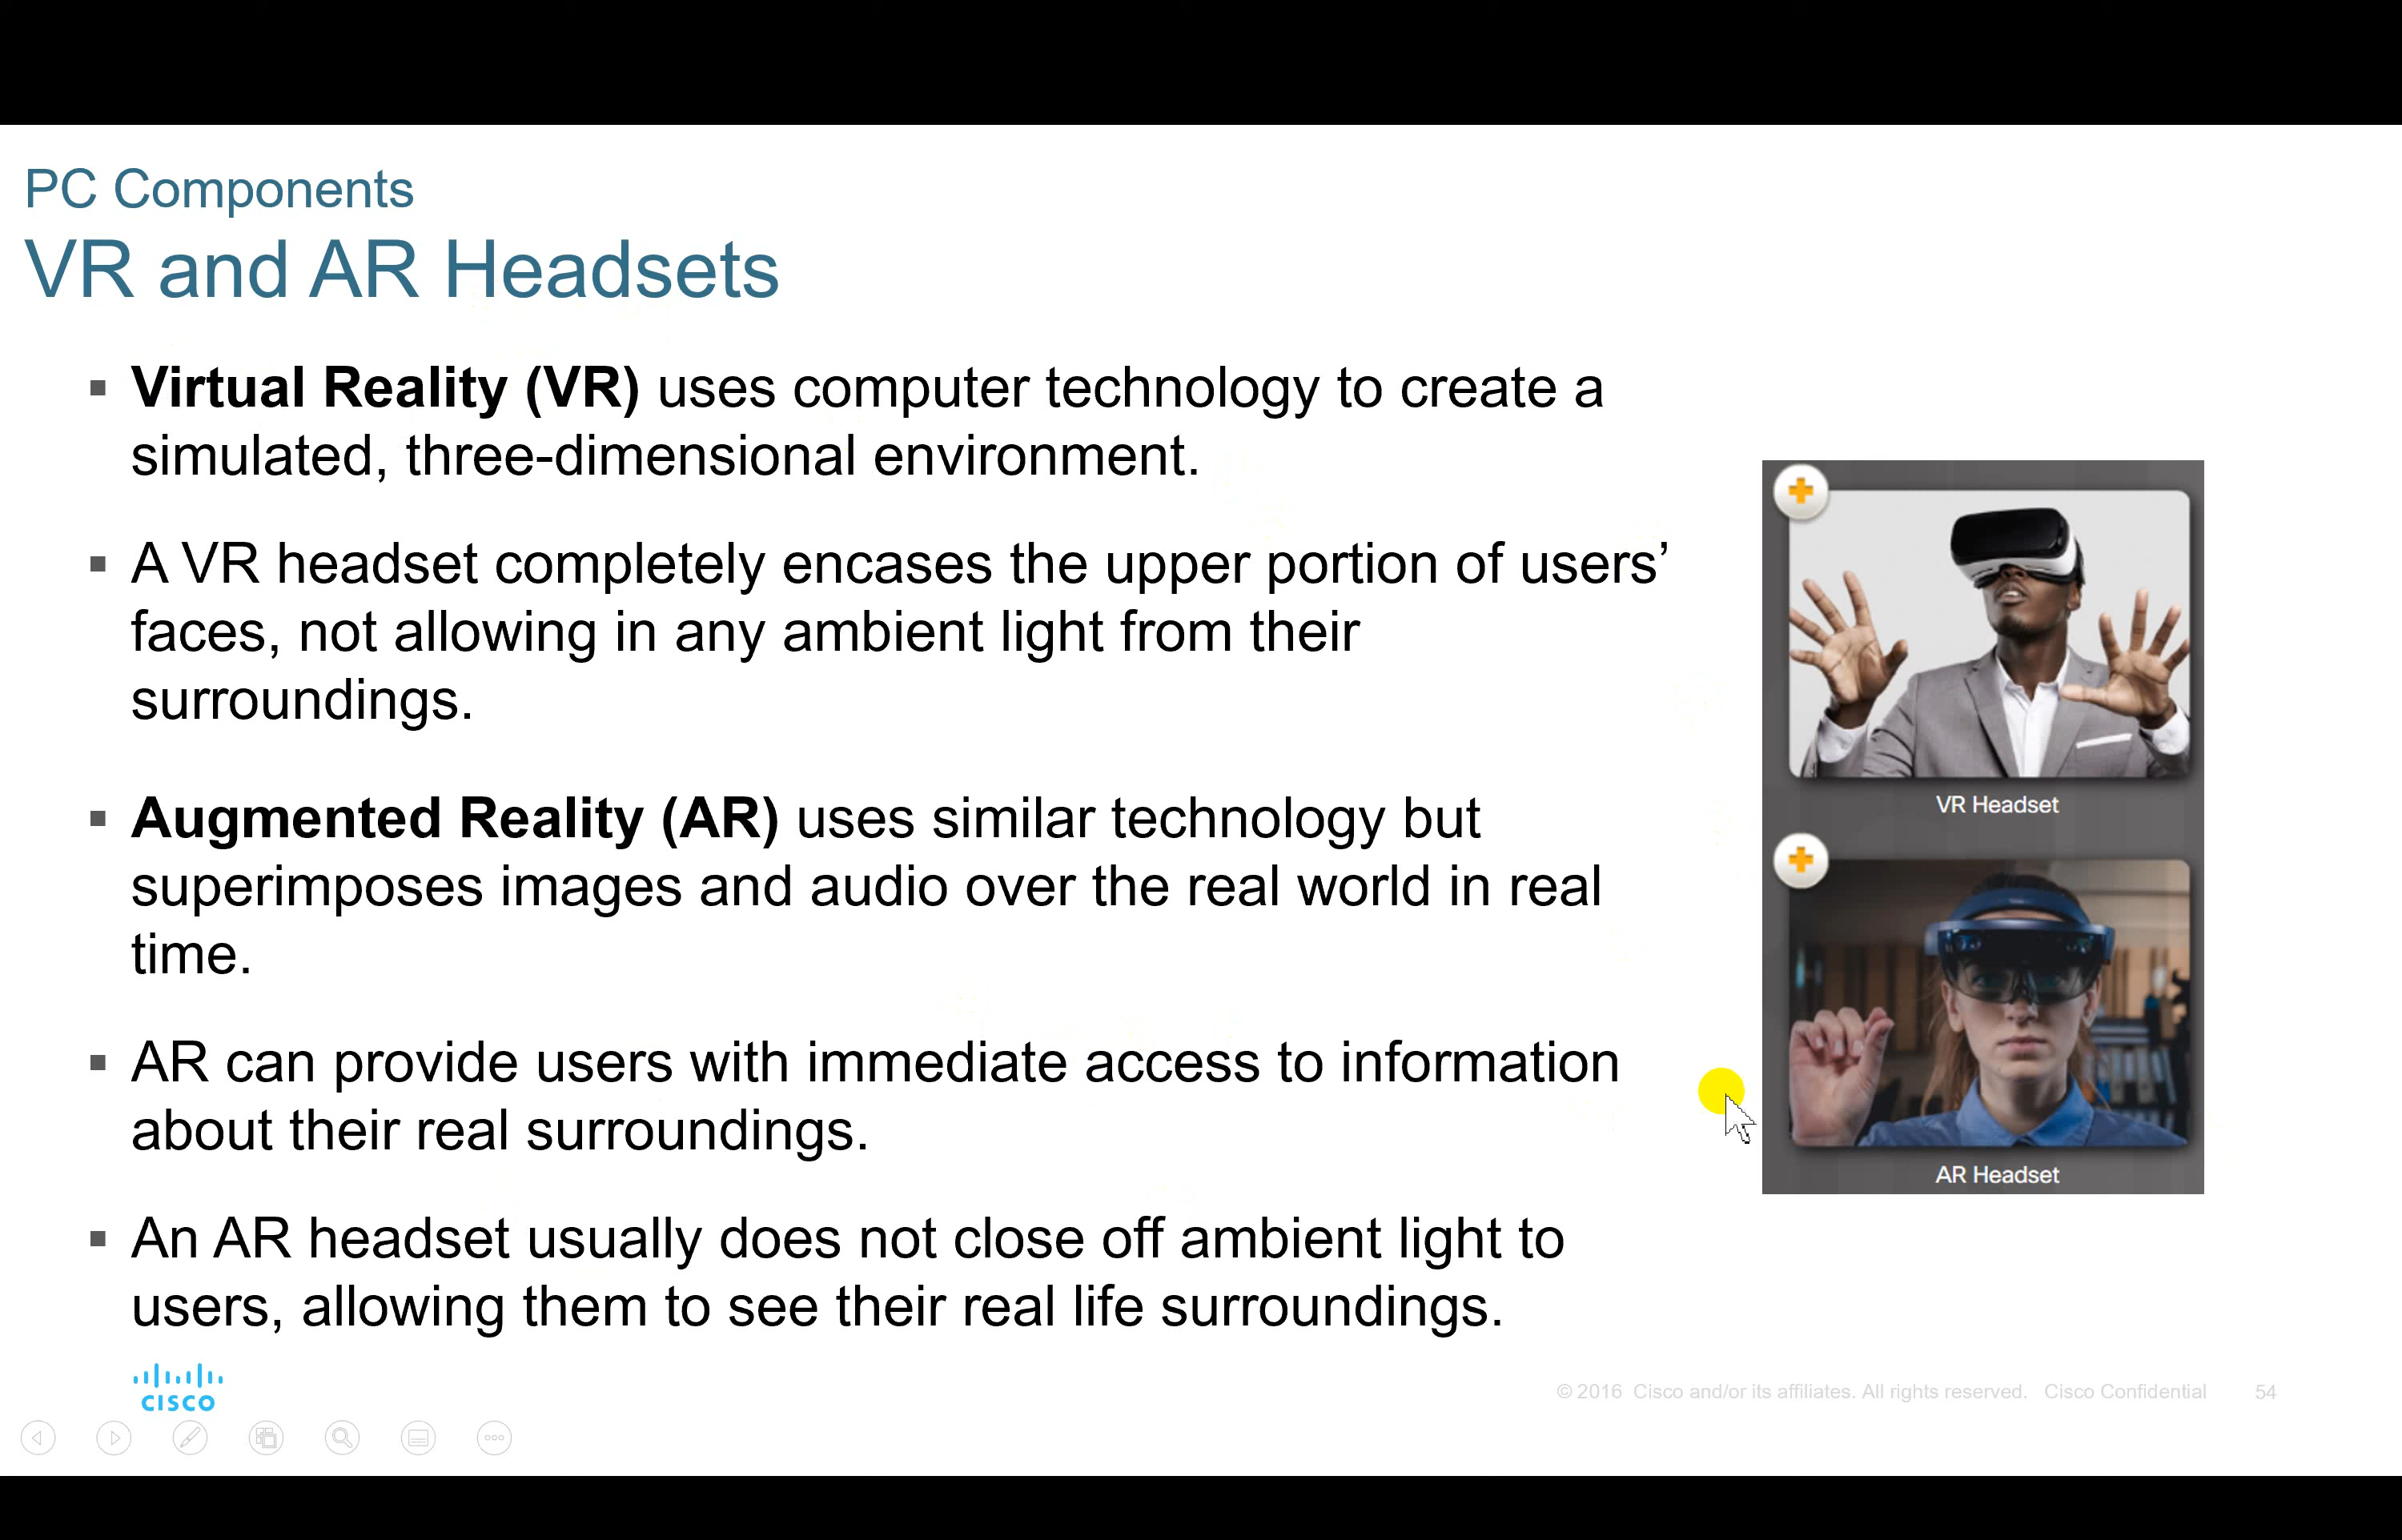 PC Components
VR and AR Headsets
▪ Virtual Reality (VR) uses computer technology to create a
simulated, three-dimensional environment.
▪ A VR headset completely encases the upper portion of users’
faces, not allowing in any ambient light from their
surroundings.
▪ Augmented Reality (AR) uses similar technology but
superimposes images and audio over the real world in real
time.
▪ AR can provide users with immediate access to information
about their real surroundings.
▪ An AR headset usually does not close off ambient light to
users, allowing them to see their real life surroundings.
VR Headset
AR Headset
CISCO
© 2016 Cisco and/or its affiliates. All rights reserved. Cisco Confidential 54